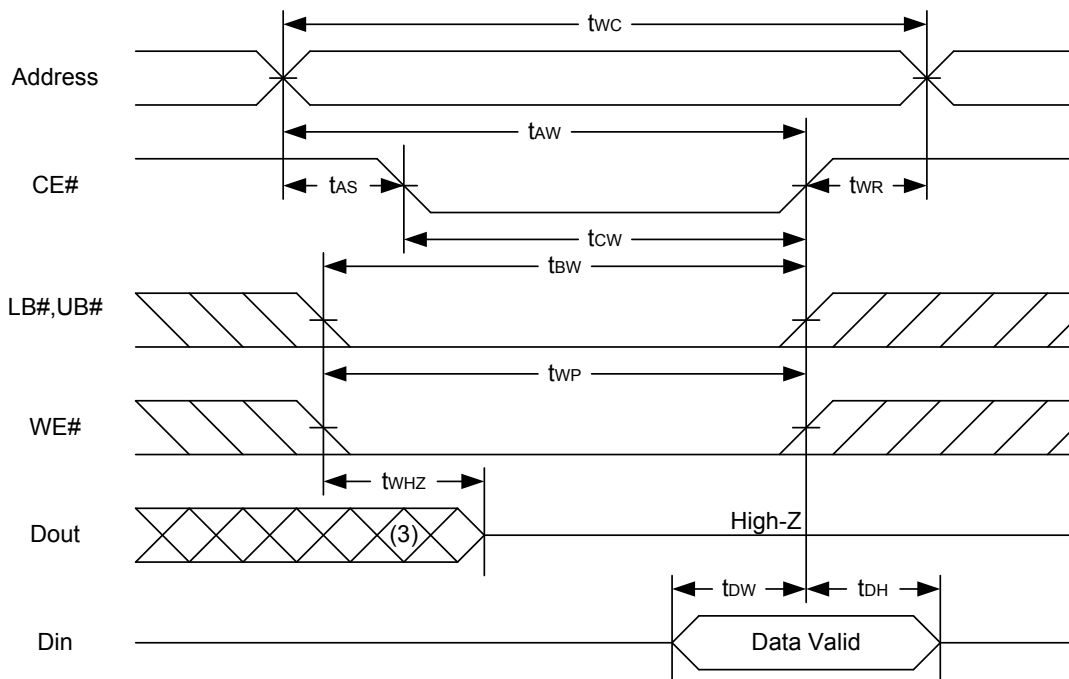 tWC
Address
tAW
CE#
tAS
tWR
tCW
tBW
LB#,UB#
tWP
WE#
tWHZ
Dout
(3)
High-Z
tDW
tDH
Din
Data Valid